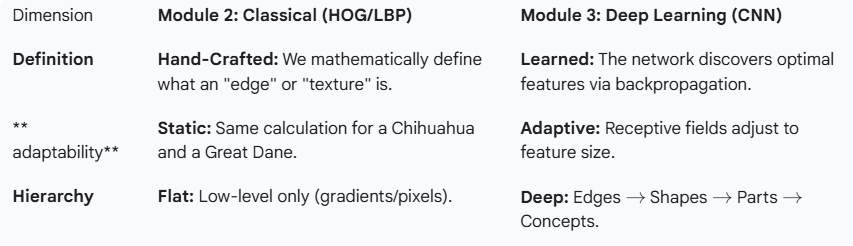 Dimension Module 2: Classical (HOG/LBP) Module 3: Deep Learning (CNN)
Definition Hand-Crafted: We mathematically define Learned: The network discovers optimal
what an "edge" or "texture" is. features via backpropagation.
** Static: Same calculation for a Chihuahua Adaptive: Receptive fields adjust to
adaptability** and a Great Dane. feature size.
Hierarchy Flat: Low-level only (gradients/pixels). Deep: Edges → Shapes → Parts →
Concepts.